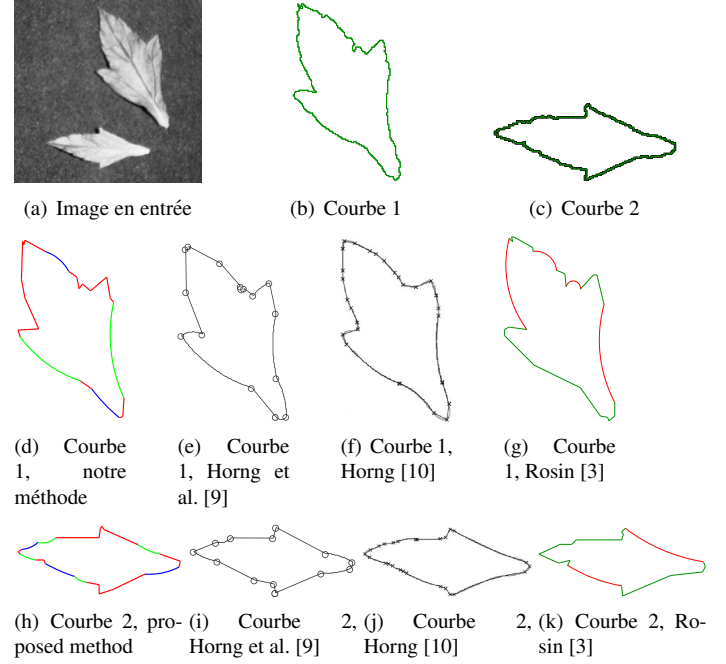 (a) Image en entrée
(b) Courbe 1
(c) Courbe 2
(d) Courbe
1, notre
méthode
(e) Courbe
1, Horng et
al. [9]
(f) Courbe 1,
Horng [10]
(g) Courbe
1, Rosin [3]
(h) Courbe 2, pro-
posed method
(i) Courbe 2,
Horng et al. [9]
(j) Courbe 2,
Horng [10]
(k) Courbe 2, Ro-
sin [3]